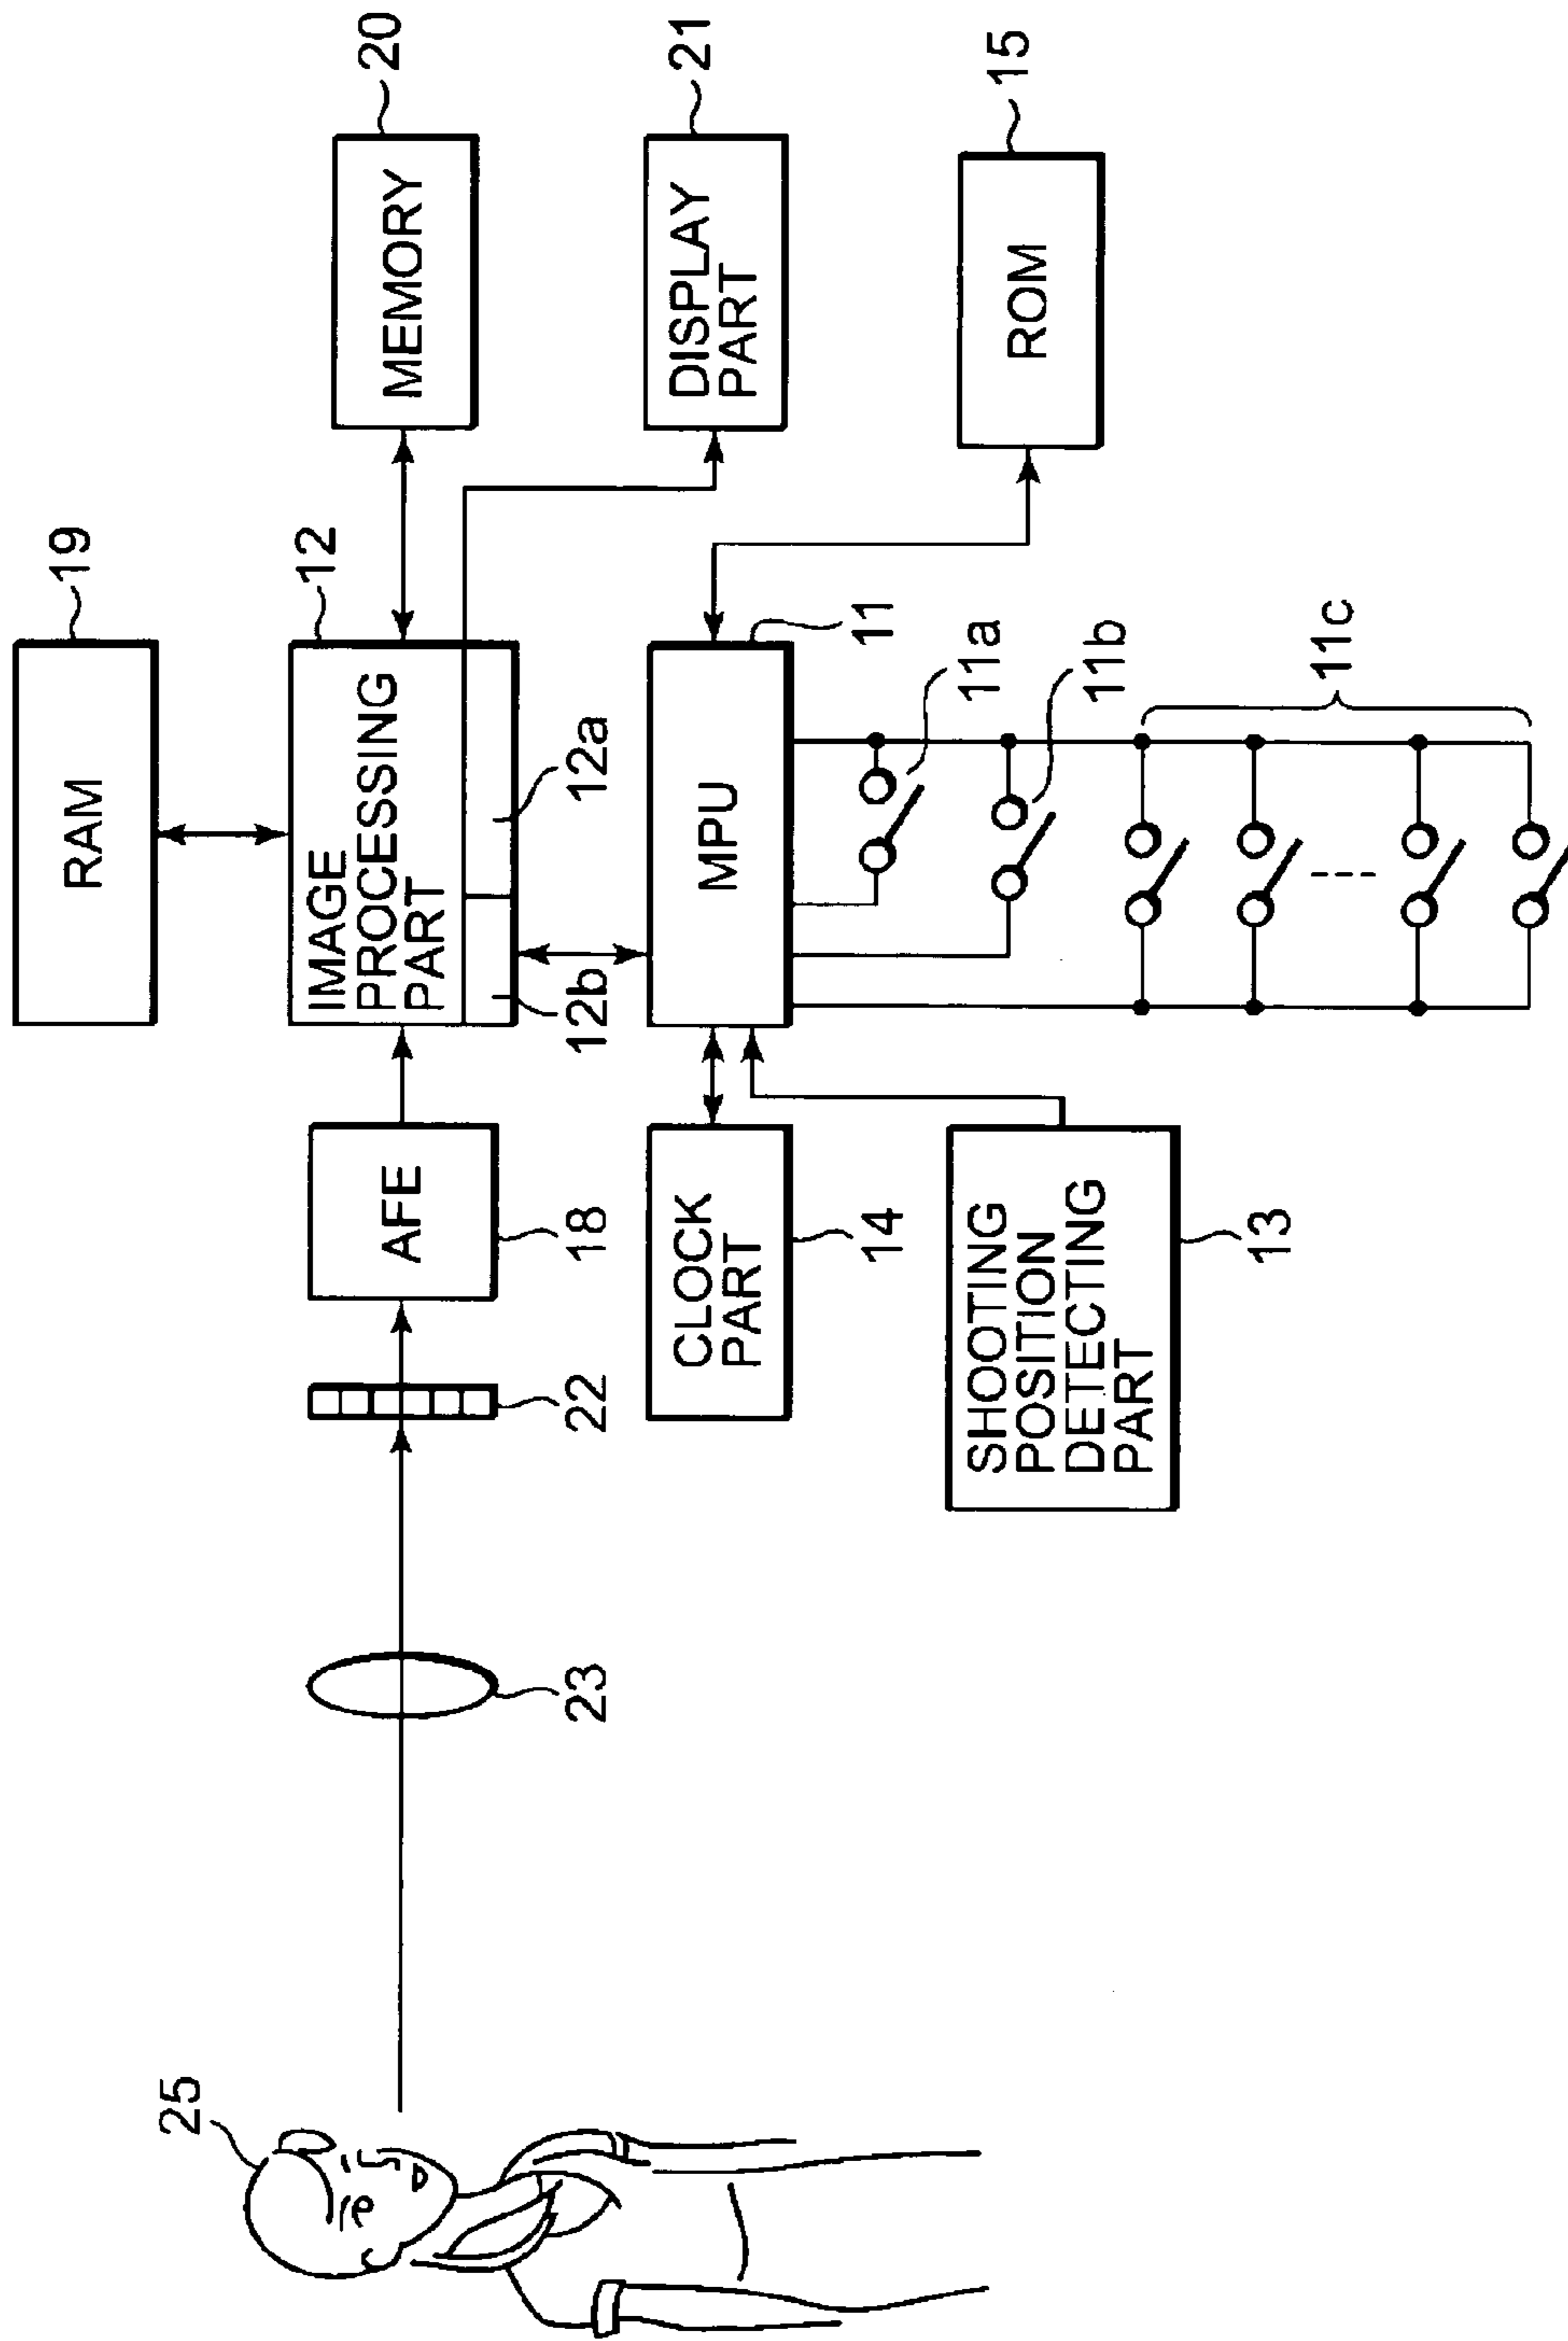 25
23
22
AFE
18
CLOCK
PART
14
SHOOTING
POSITION
DETECTING
PART
13
RAM
19
IMAGE
PROCESSING
PART
12
12b
12a
MPU
11
11a
11b
11c
MEMORY
20
DISPLAY
PART
21
ROM
15